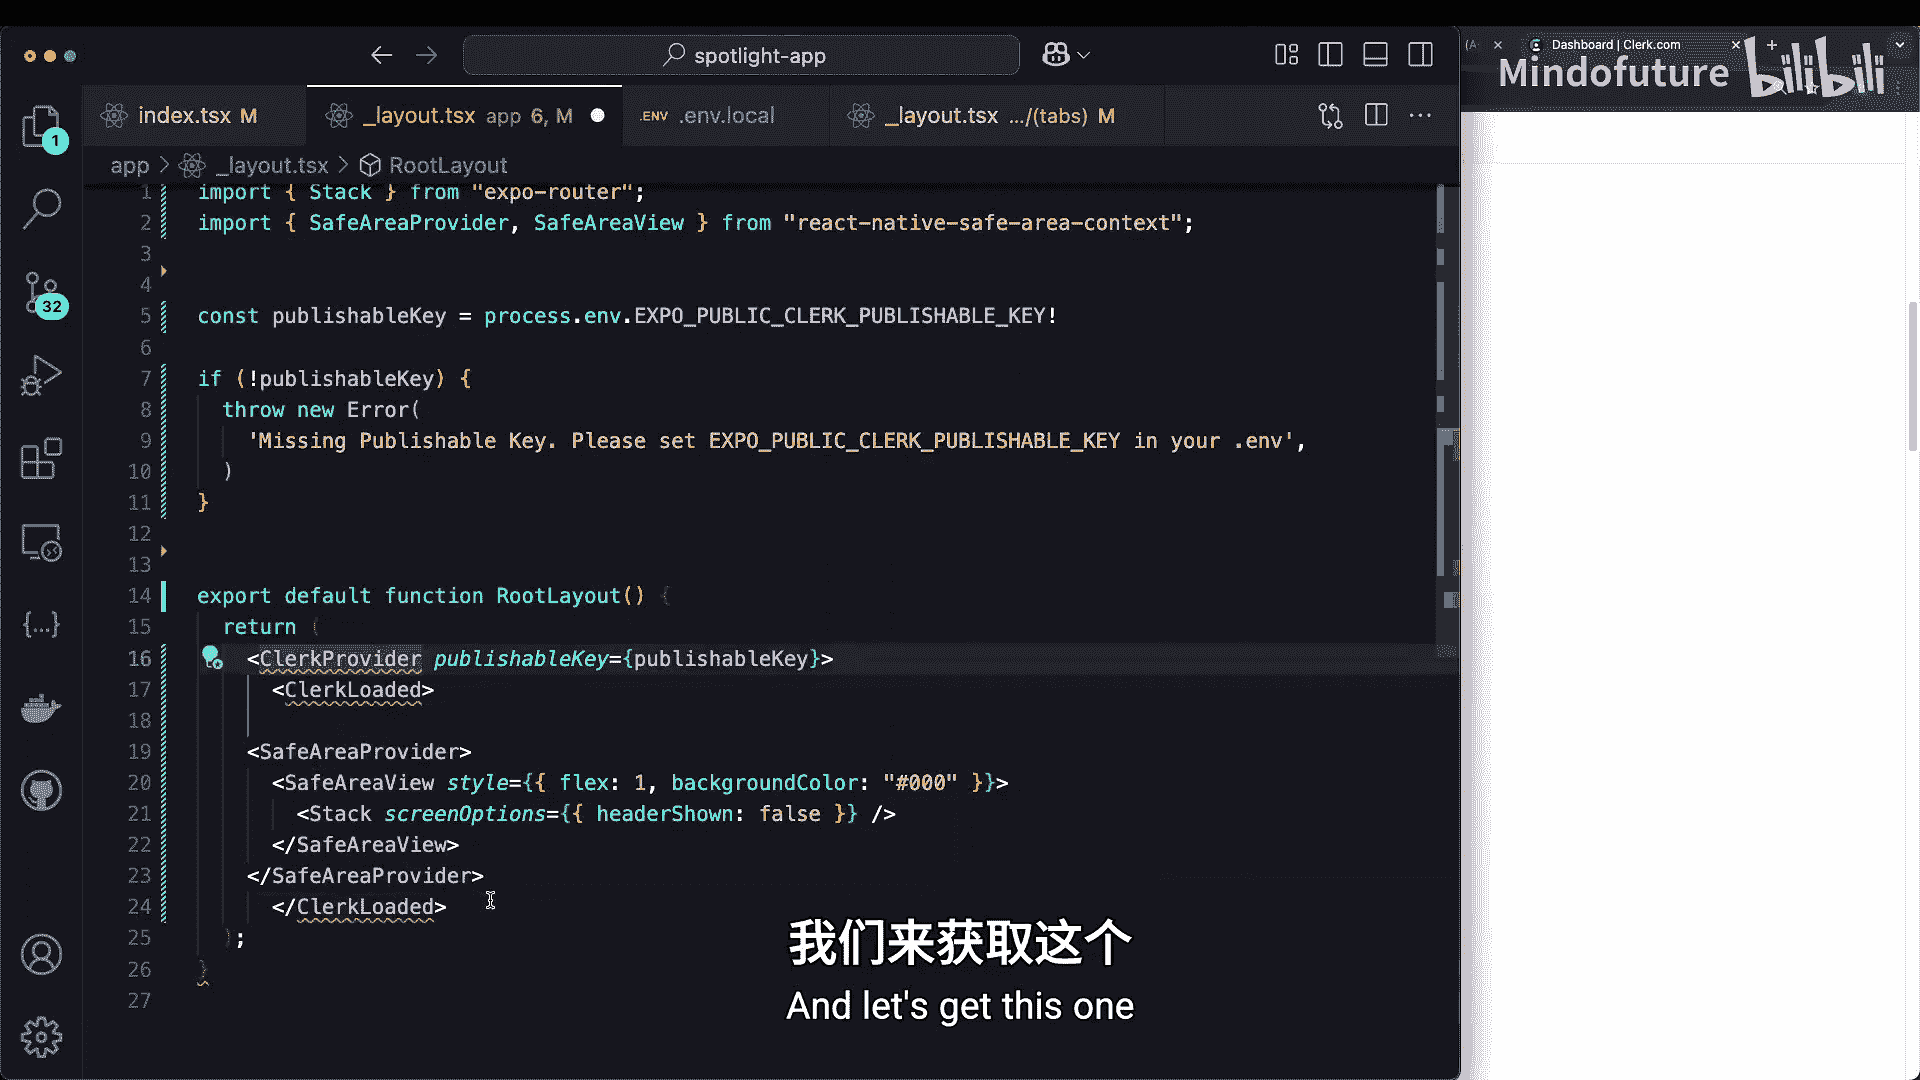 spotlight-app
Dashboard | Clerk.com
Mindofuture bilibili
index.tsx M
_layout.tsx app 6, M
.ENV .env.local
_layout.tsx .../(tabs) M
app > _layout.tsx > RootLayout
1
32
1 import { Stack } from "expo-router";
2 import { SafeAreaProvider, SafeAreaView } from "react-native-safe-area-context";
3
4
5 const publishableKey = process.env.EXPO_PUBLIC_CLERK_PUBLISHABLE_KEY!
6
7 if (!publishableKey) {
8 throw new Error(
9 'Missing Publishable Key. Please set EXPO_PUBLIC_CLERK_PUBLISHABLE_KEY in your .env',
10 )
11 }
12
13
14 export default function RootLayout() {
15 return (
16 <ClerkProvider publishableKey={publishableKey}>
17 <ClerkLoaded>
18
19 <SafeAreaProvider>
20 <SafeAreaView style={{ flex: 1, backgroundColor: "#000" }}>
21 <Stack screenOptions={{ headerShown: false }} />
22 </SafeAreaView>
23 </SafeAreaProvider>
24 </ClerkLoaded>
25 );
26 }
27
我们来获取这个
And let's get this one